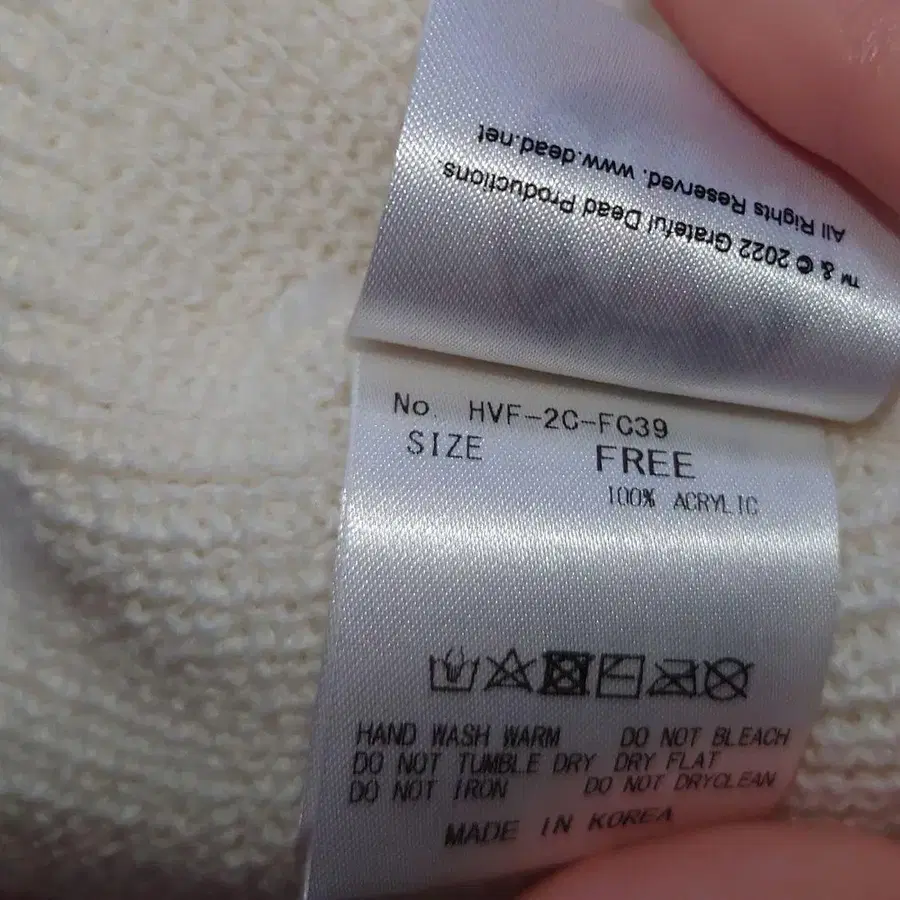 ™ & © 2022 Grateful Dead Productions.
All Rights Reserved. www.dead.net
No. HVF-2C-FC39
SIZE FREE
100% ACRYLIC
HAND WASH WARM DO NOT BLEACH
DO NOT TUMBLE DRY DRY FLAT
DO NOT IRON DO NOT DRYCLEAN
MADE IN KOREA